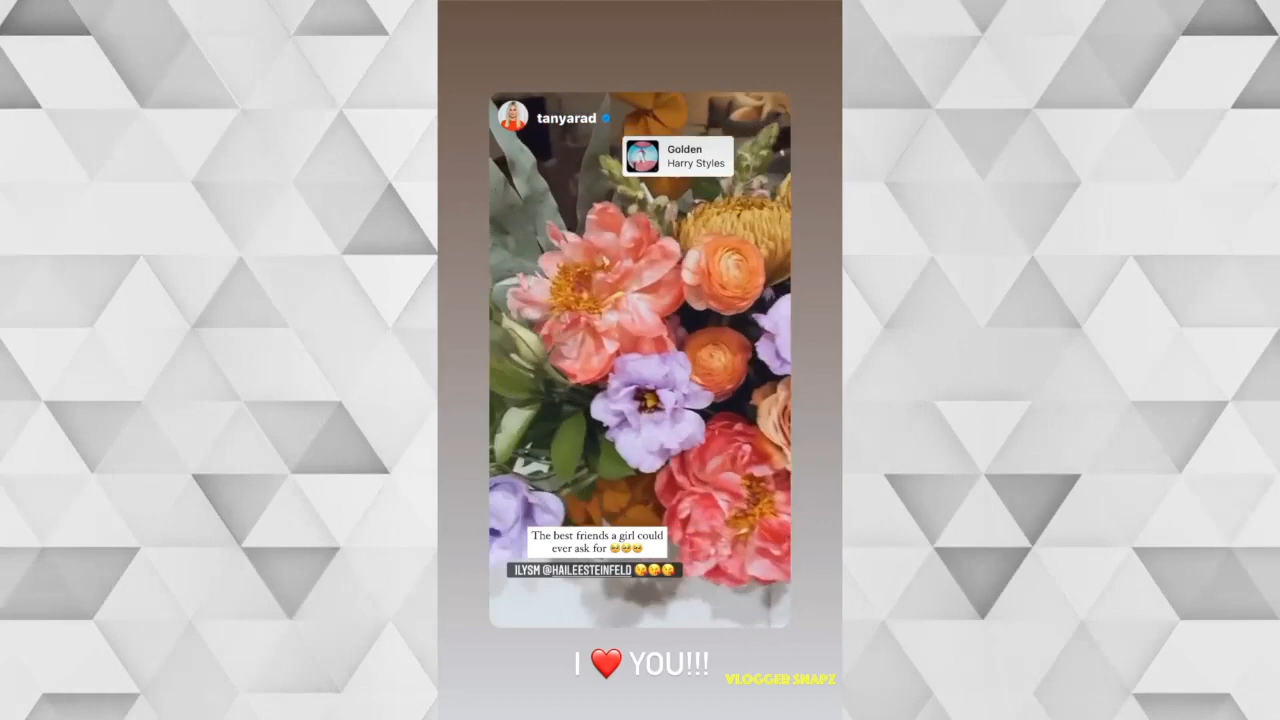 tanyarad
Golden
Harry Styles
The best friends a girl could
ever ask for 🥹🥹🥹
ILYSM @HAILEESTEINFELD 😘😘😘
I ❤️ YOU!!!
VLOGGER SNAPZ